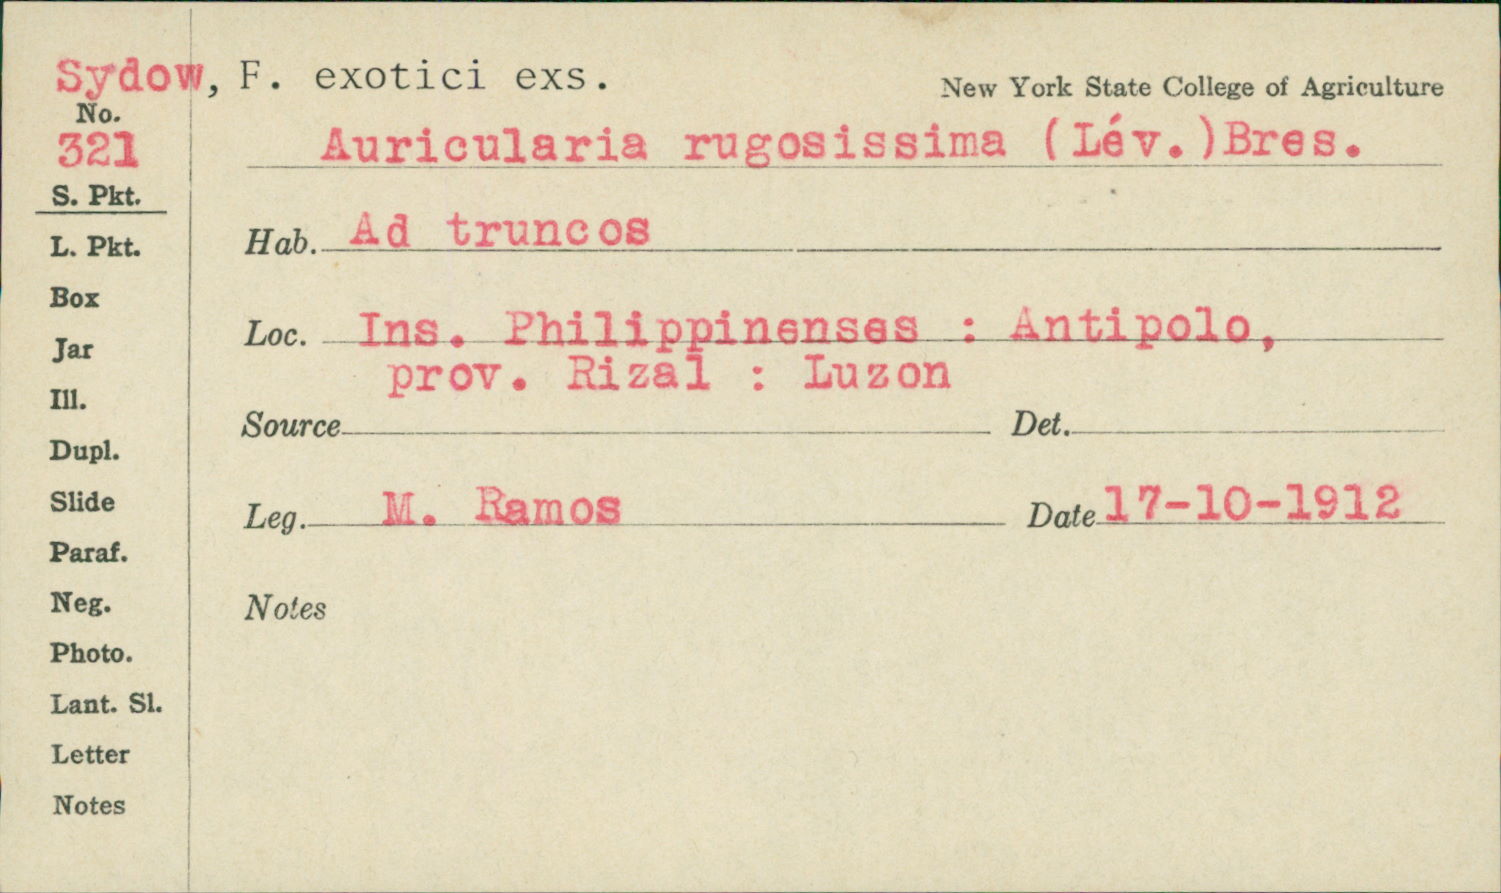 Sydow, F. exotici exs.
New York State College of Agriculture
No.
321
Auricularia rugosissima (Lév.)Bres.
S. Pkt.
L. Pkt.
Box
Jar
Ill.
Dupl.
Slide
Paraf.
Neg.
Photo.
Lant. Sl.
Letter
Notes
Hab. Ad truncos
Loc. Ins. Philippinenses : Antipolo,
prov. Rizal : Luzon
Source Det.
Leg. M. Ramos Date 17-10-1912
Notes